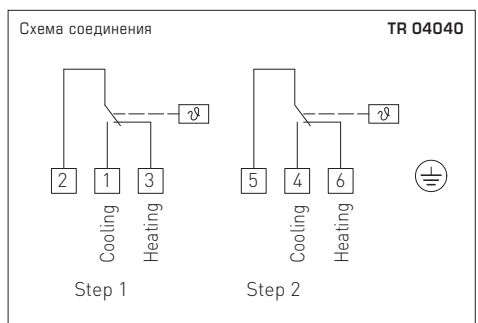 Схема соединения TR 04040
ϑ ϑ
2 1 3 5 4 6
Cooling Heating Cooling Heating
Step 1 Step 2